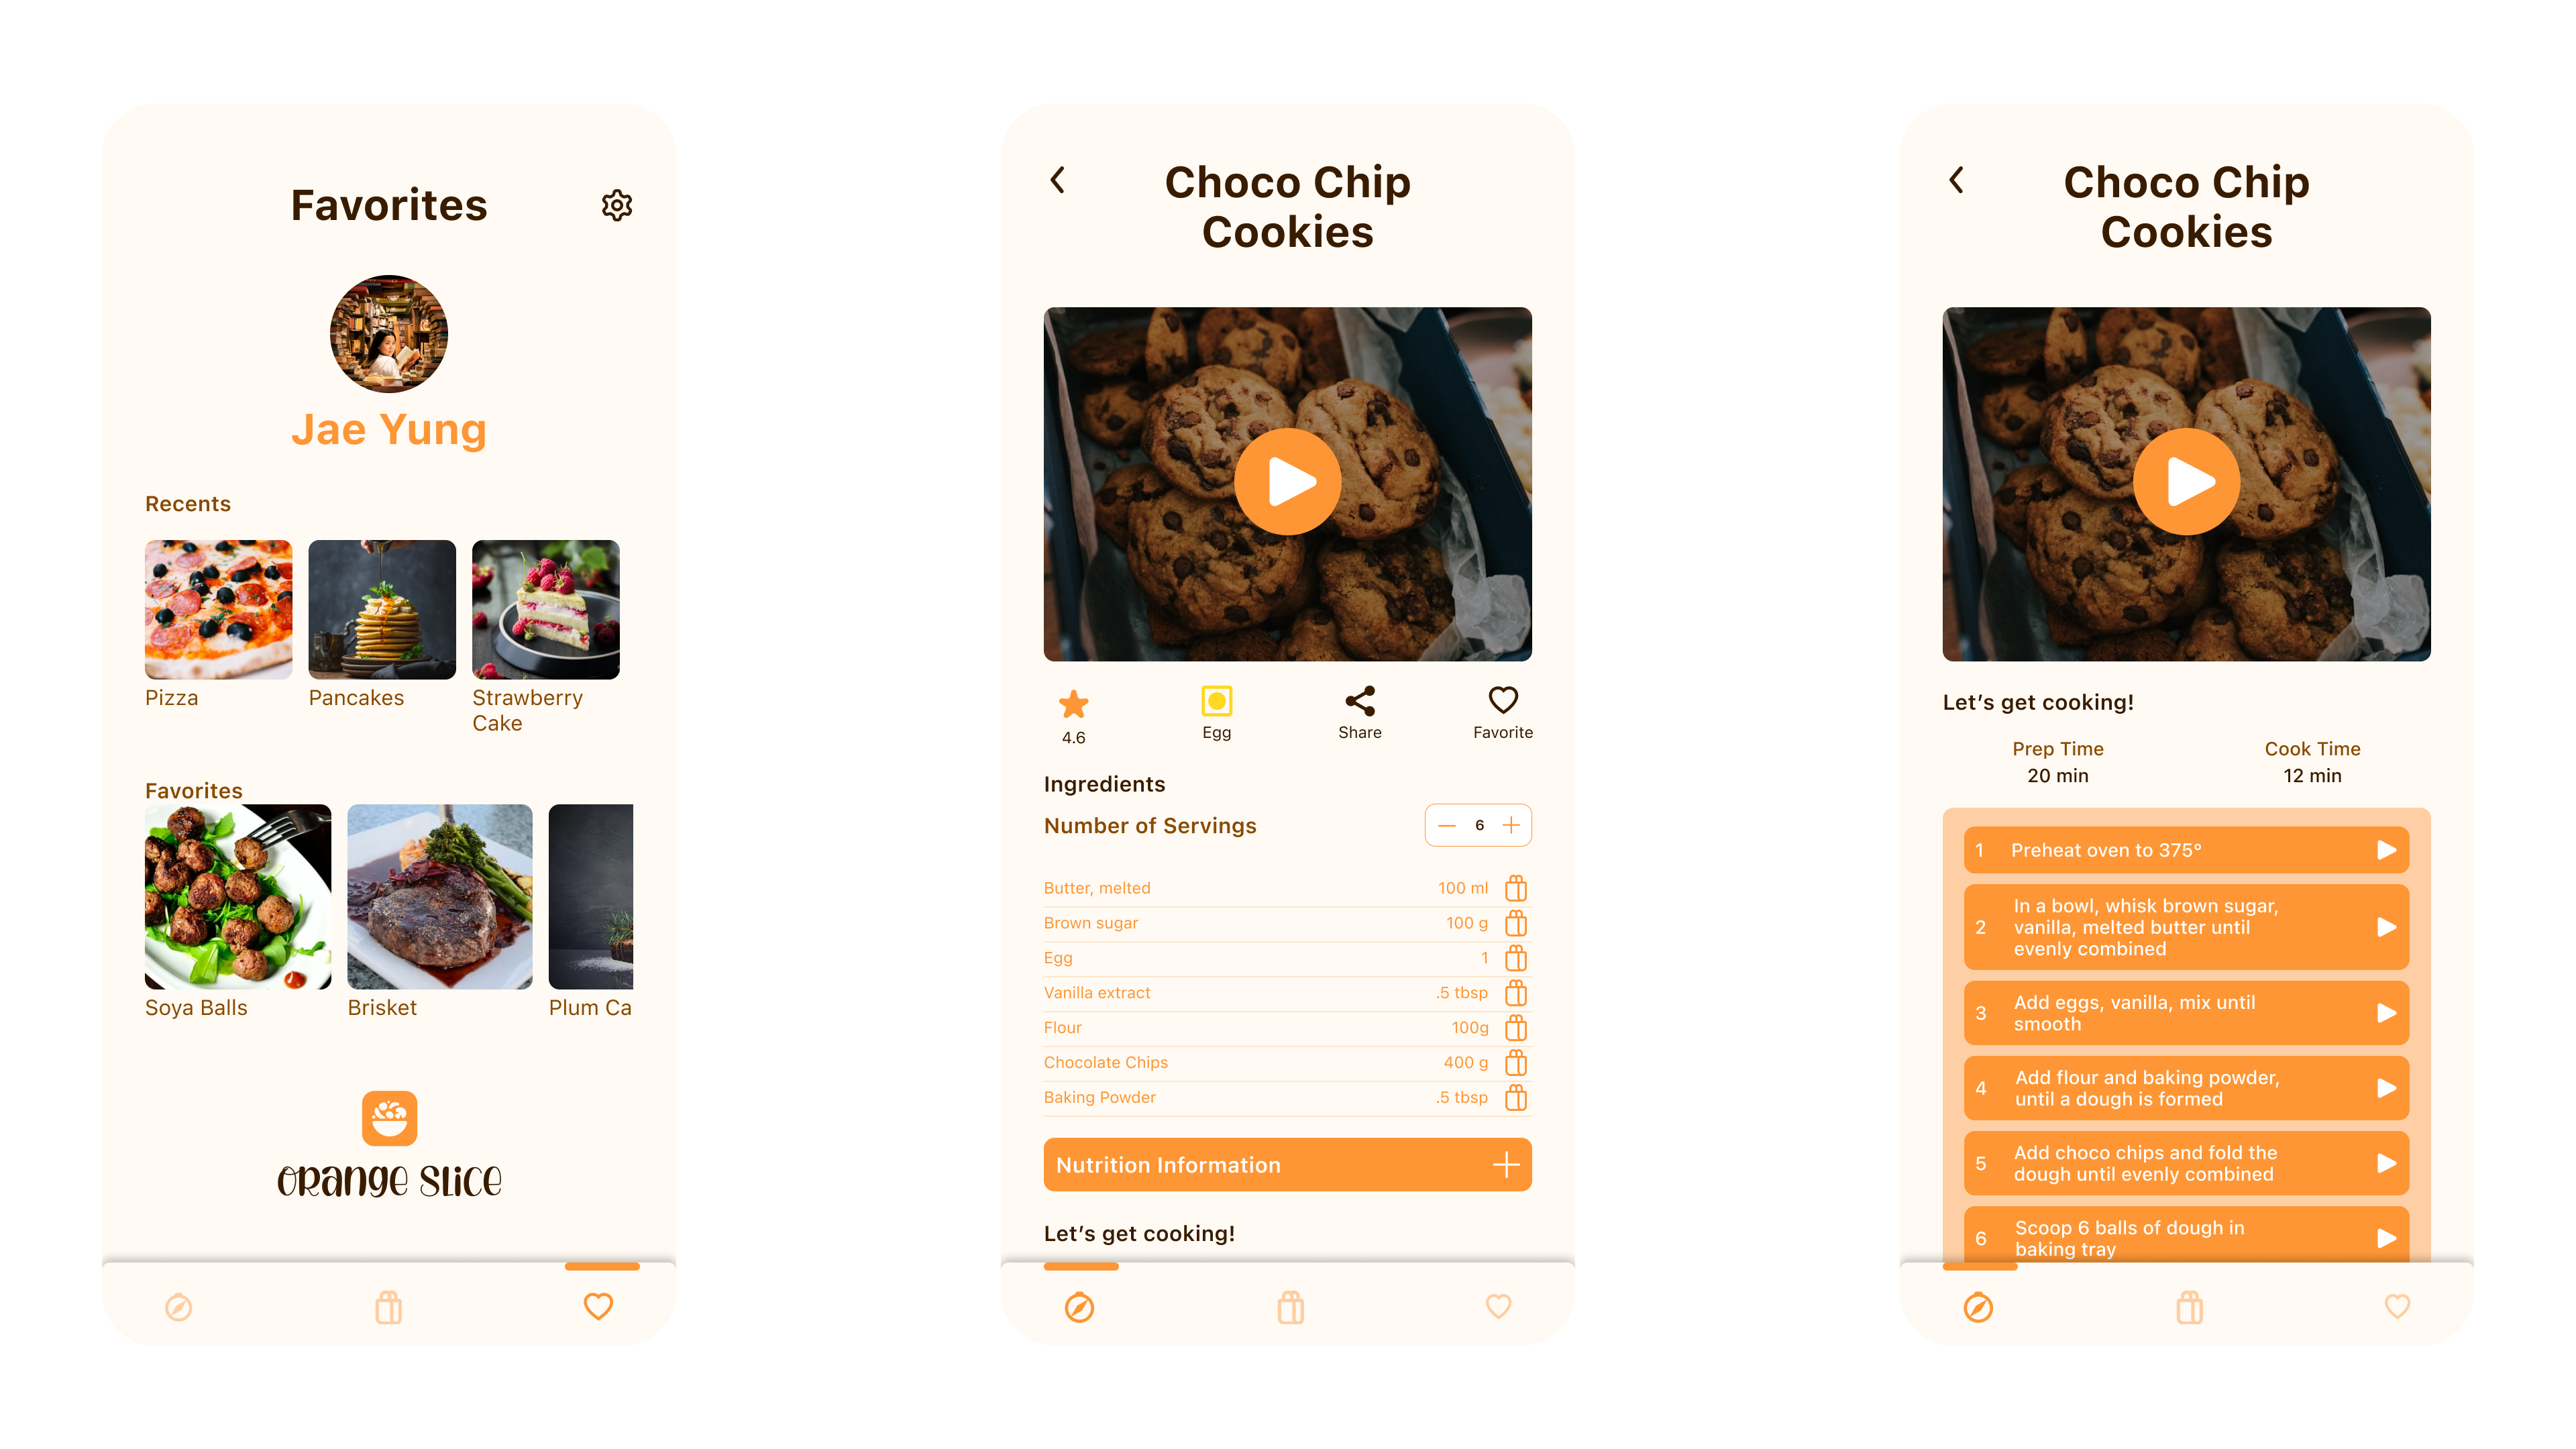 Favorites
Jae Yung
Recents
Pizza
Pancakes
Strawberry
Cake
Favorites
Soya Balls
Brisket
Plum Ca
Orange Slice
Choco Chip
Cookies
4.6
Egg
Share
Favorite
Ingredients
Number of Servings
6
Butter, melted 100 ml
Brown sugar 100 g
Egg 1
Vanilla extract .5 tbsp
Flour 100g
Chocolate Chips 400 g
Baking Powder .5 tbsp
Nutrition Information
Let’s get cooking!
Choco Chip
Cookies
Let’s get cooking!
Prep Time
20 min
Cook Time
12 min
1 Preheat oven to 375°
2 In a bowl, whisk brown sugar,
vanilla, melted butter until
evenly combined
3 Add eggs, vanilla, mix until
smooth
4 Add flour and baking powder,
until a dough is formed
5 Add choco chips and fold the
dough until evenly combined
6 Scoop 6 balls of dough in
baking tray